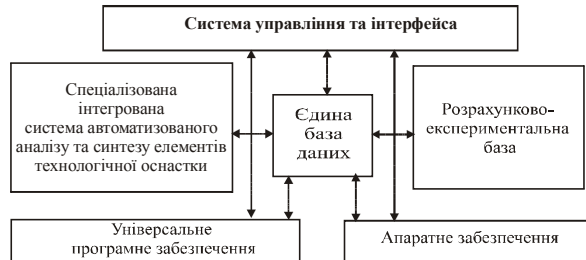 Система управління та інтерфейса
Спеціалізована
інтегрована
система автоматизованого
аналізу та синтезу елементів
технологічної оснастки
Єдина
база
даних
Розрахунково-
експериментальна
база
Універсальне
програмне забезпечення
Апаратне забезпечення